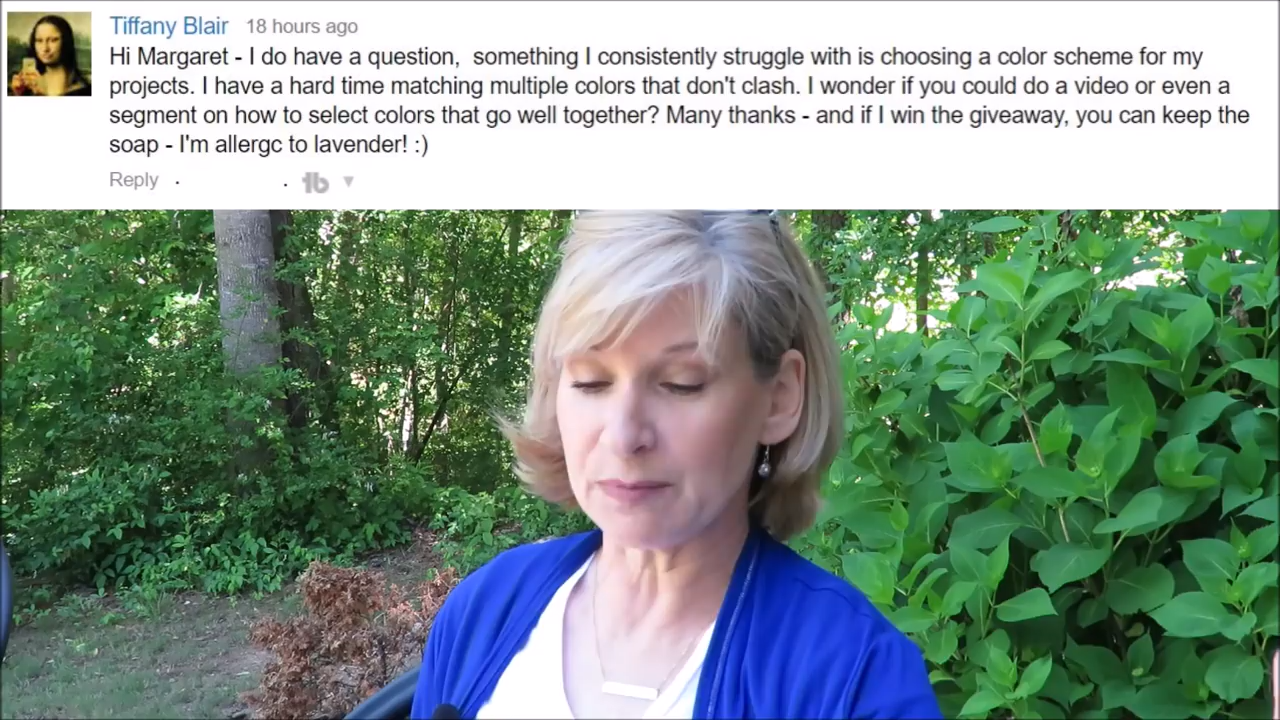 Tiffany Blair 18 hours ago
Hi Margaret - I do have a question, something I consistently struggle with is choosing a color scheme for my
projects. I have a hard time matching multiple colors that don't clash. I wonder if you could do a video or even a
segment on how to select colors that go well together? Many thanks - and if I win the giveaway, you can keep the
soap - I'm allergc to lavender! :)
Reply · .